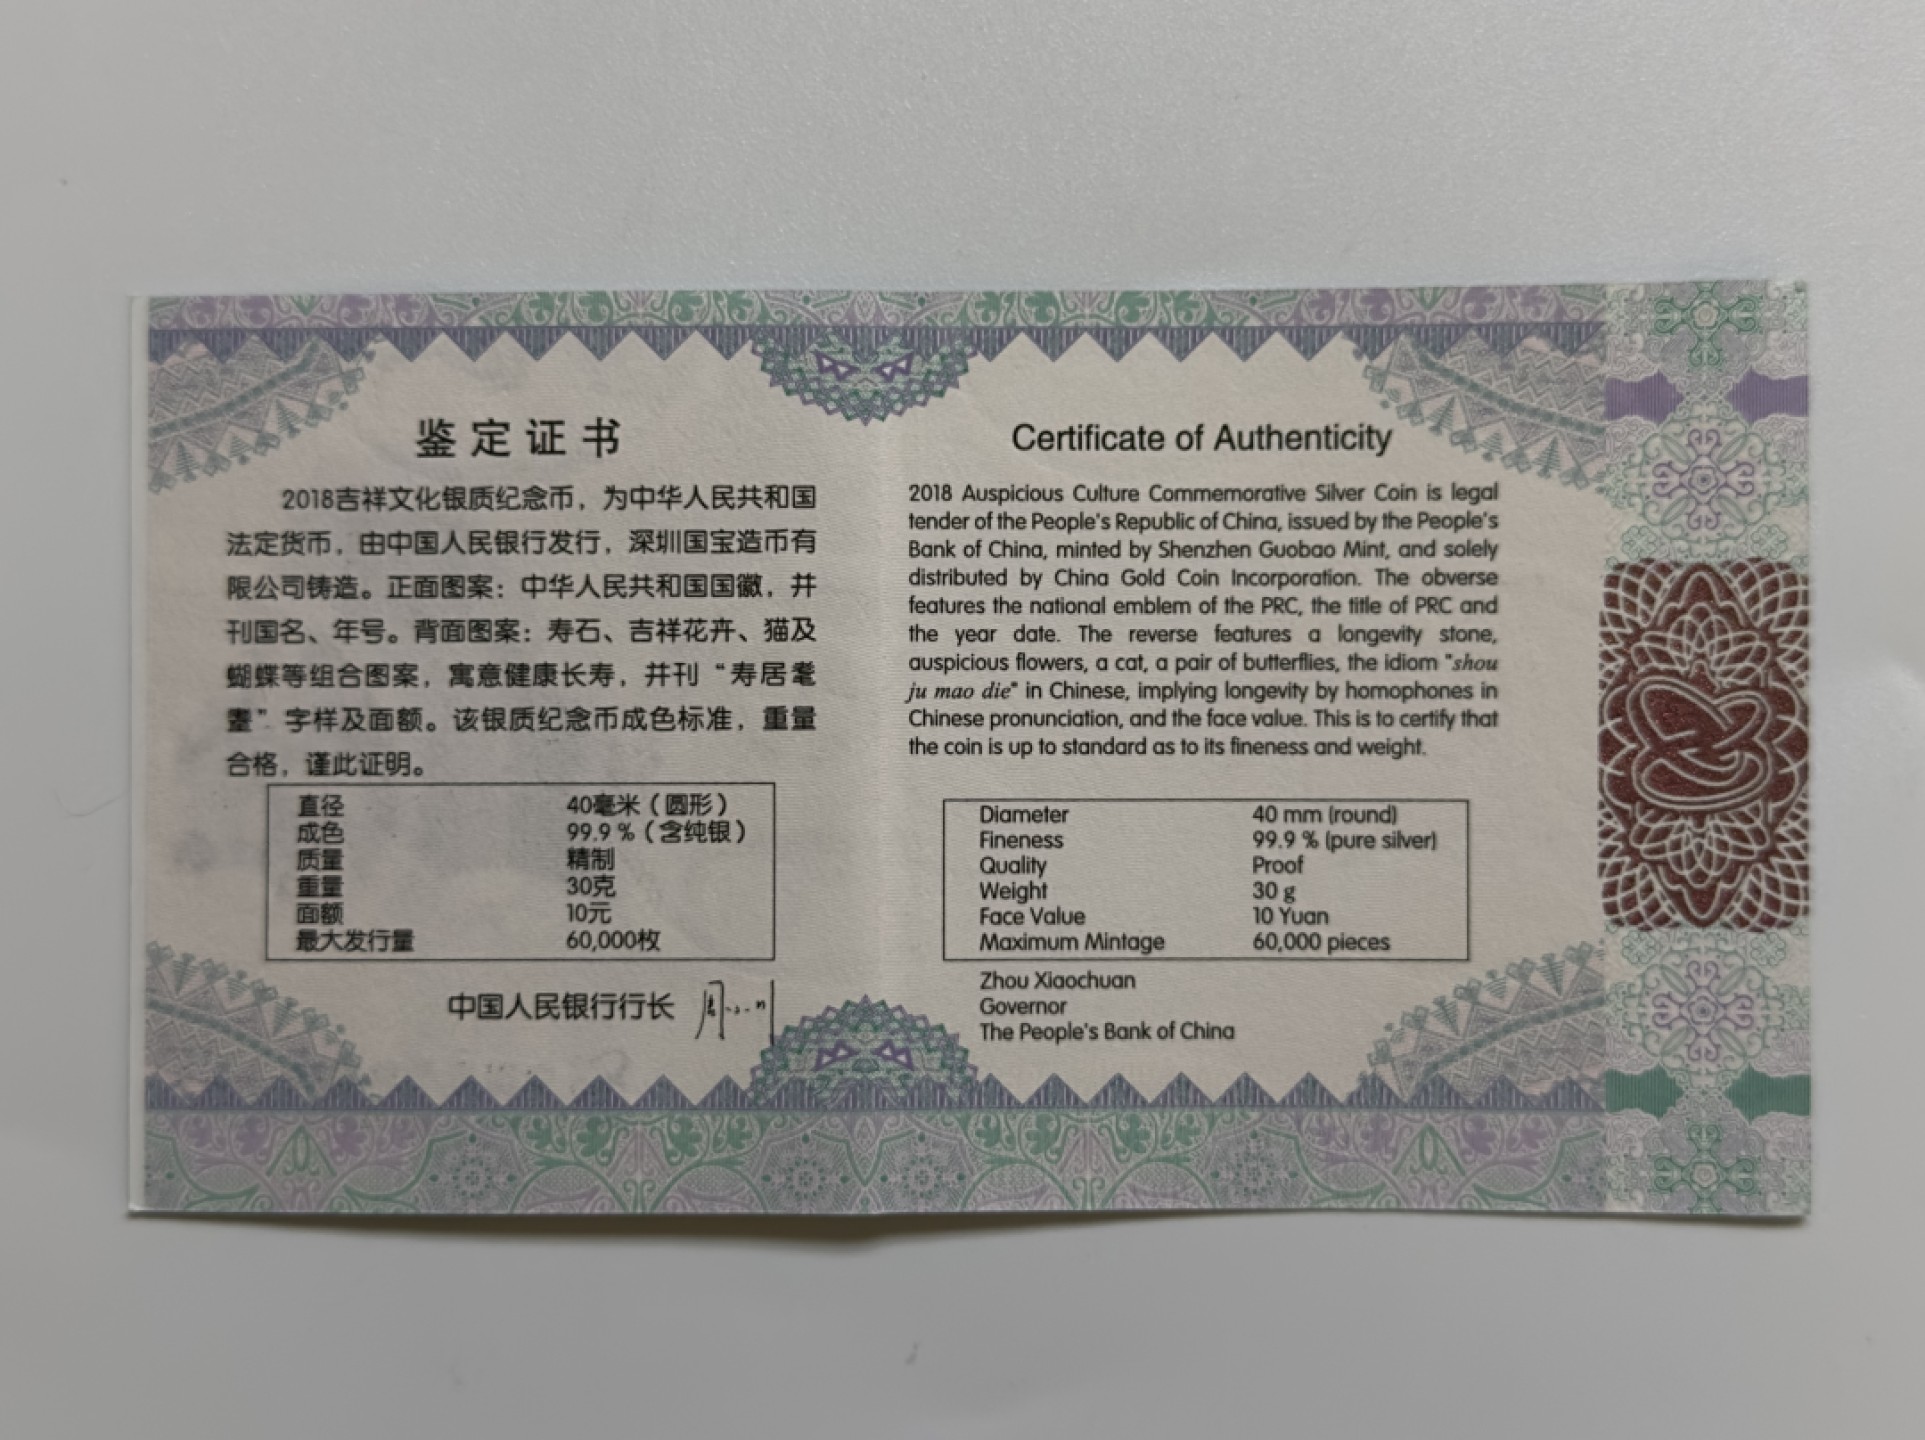 鉴定证书
2018吉祥文化银质纪念币，为中华人民共和国
法定货币，由中国人民银行发行，深圳国宝造币有
限公司铸造。正面图案：中华人民共和国国徽，并
刊国名、年号。背面图案：寿石、吉祥花卉、猫及
蝴蝶等组合图案，寓意健康长寿，并刊“寿居耄
耋”字样及面额。该银质纪念币成色标准，重量
合格，谨此证明。
直径 40毫米（圆形）
成色 99.9 %（含纯银）
质量 精制
重量 30克
面额 10元
最大发行量 60,000枚
中国人民银行行长 周小川
Certificate of Authenticity
2018 Auspicious Culture Commemorative Silver Coin is legal
tender of the People's Republic of China, issued by the People's
Bank of China, minted by Shenzhen Guobao Mint, and solely
distributed by China Gold Coin Incorporation. The obverse
features the national emblem of the PRC, the title of PRC and
the year date. The reverse features a longevity stone,
auspicious flowers, a cat, a pair of butterflies, the idiom "shou
ju mao die" in Chinese, implying longevity by homophones in
Chinese pronunciation, and the face value. This is to certify that
the coin is up to standard as to its fineness and weight.
Diameter 40 mm (round)
Fineness 99.9 % (pure silver)
Quality Proof
Weight 30 g
Face Value 10 Yuan
Maximum Mintage 60,000 pieces
Zhou Xiaochuan
Governor
The People's Bank of China